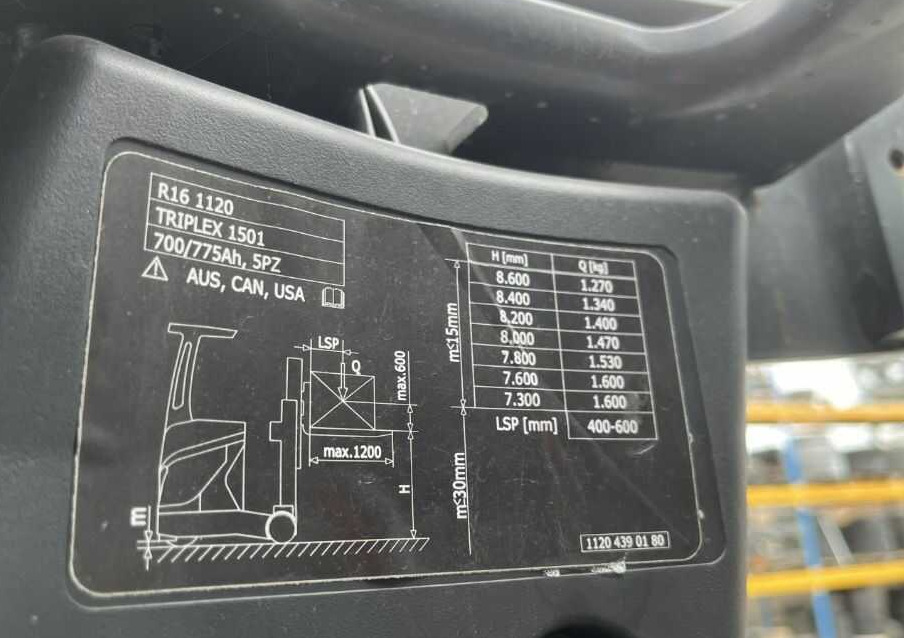 R16 1120
TRIPLEX 1501
700/775Ah, 5PZ
AUS, CAN, USA
LSP
Q
max.600
max.1200
H
E
m≤15mm
m≤30mm
H [mm] Q [kg]
8.600 1.270
8.400 1.340
8,200 1.400
8,000 1.470
7.800 1.530
7.600 1.600
7.300 1.600
LSP [mm] 400-600
1120 439 01 80